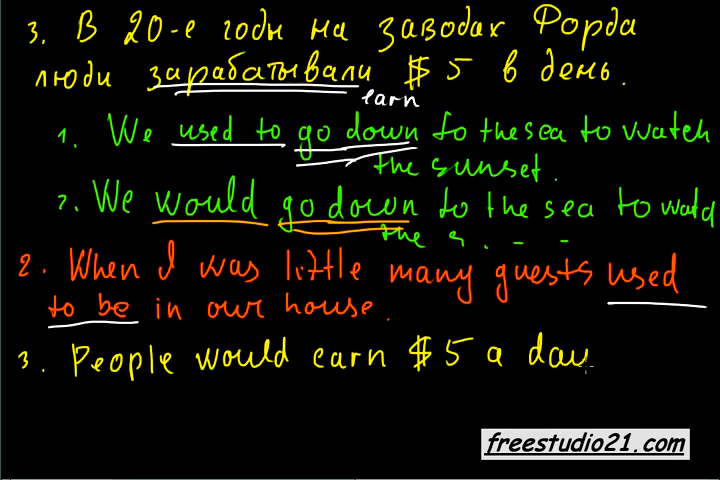 3. В 20-е годы на заводах Форда
люди зарабатывали $5 в день.
earn
1. We used to go down to the sea to watch
the sunset.
2. We would go down to the sea to watch
the s. - -
2. When I was little many guests used
to be in our house.
3. People would earn $5 a day
freestudio21.com